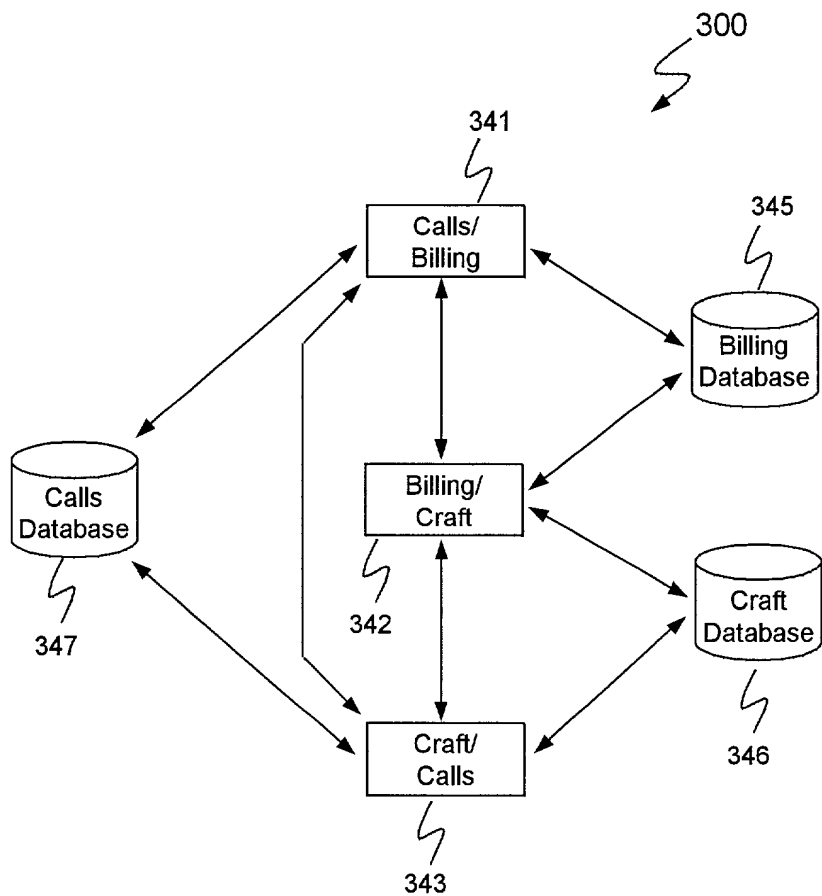 300
341
Calls/
Billing
345
Billing
Database
Calls
Database
347
Billing/
Craft
342
Craft
Database
346
Craft/
Calls
343